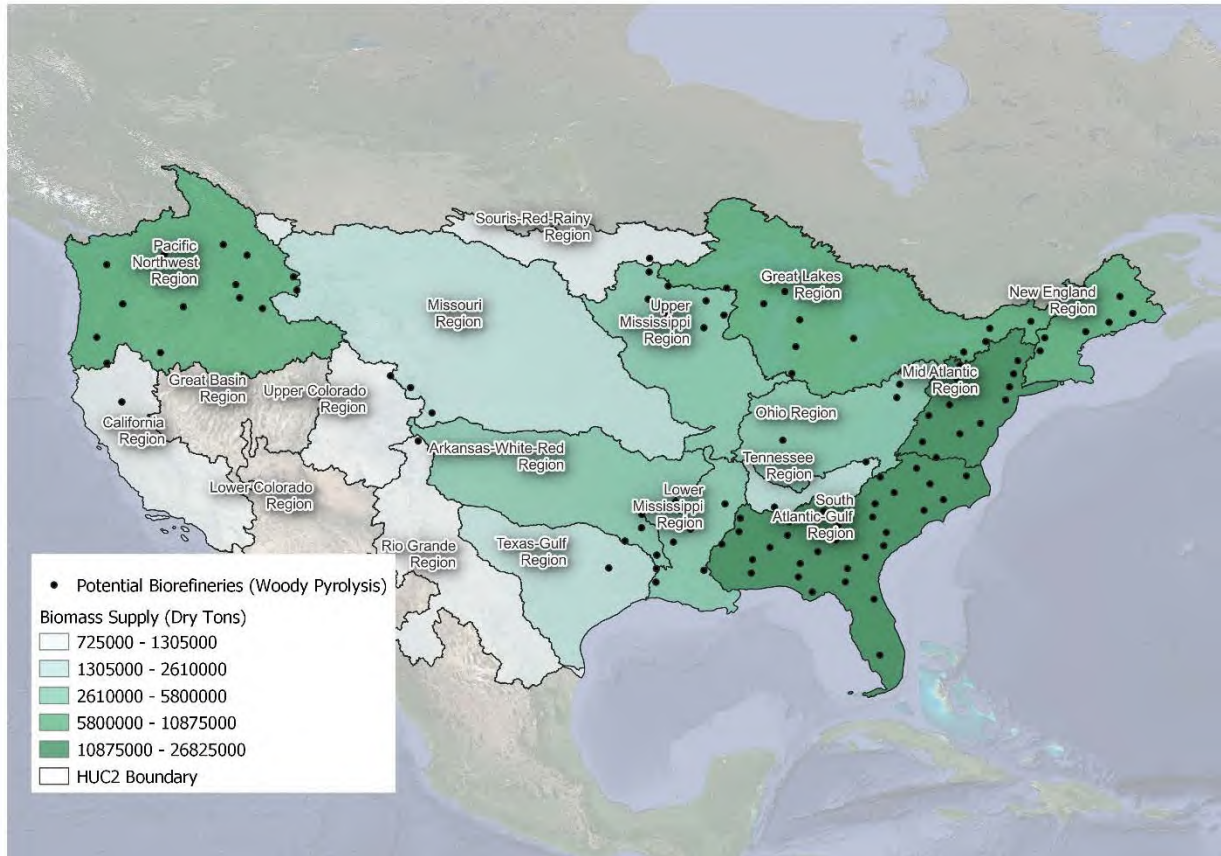 Souris-Red-Rainy
Region
Pacific
Northwest
Region
Great Lakes
Region
New England
Region
Missouri
Region
Upper
Mississippi
Region
Great Basin
Region
Upper Colorado
Region
Mid Atlantic
Region
California
Region
Ohio Region
Arkansas-White-Red
Region
Tennessee
Region
Lower Colorado
Region
Lower
Mississippi
Region
South
Atlantic-Gulf
Region
Rio Grande
Region
Texas-Gulf
Region
Potential Biorefineries (Woody Pyrolysis)
Biomass Supply (Dry Tons)
725000 - 1305000
1305000 - 2610000
2610000 - 5800000
5800000 - 10875000
10875000 - 26825000
HUC2 Boundary